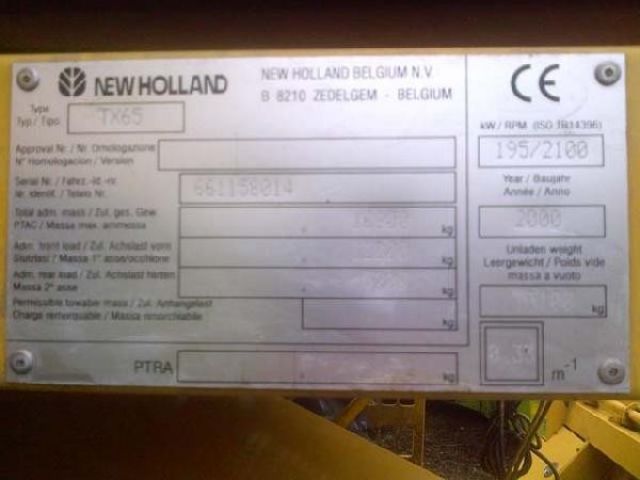 NEW HOLLAND
NEW HOLLAND BELGIUM N.V.
B 8210 ZEDELGEM - BELGIUM
CE
Type
Typ / Tipo
TX65
kW / RPM (ISO TR14396)
195/2100
Approval Nr / Nr. Omologazione
N° Homologacion / Version
Serial Nr / Fahrz.-Id.-nr.
Nr. identif. / Telaio Nr.
661158014
Year / Baujahr
Année / Anno
2000
Total adm. mass / Zul. ges. Gew
PTAC / Massa max. ammessa
kg
Adm. front load / Zul. Achslast vorn
Massa 1° asse/occhione
kg
Adm. rear load / Zul. Achslast hinten
Massa 2° asse
kg
Unladen weight
Leergewicht / Poids vide
massa a vuoto
kg
Permissible towable mass / Zul. Anhangelast
Charge remorquable / Massa rimorchiabile
kg
PTRA
kg
m-1